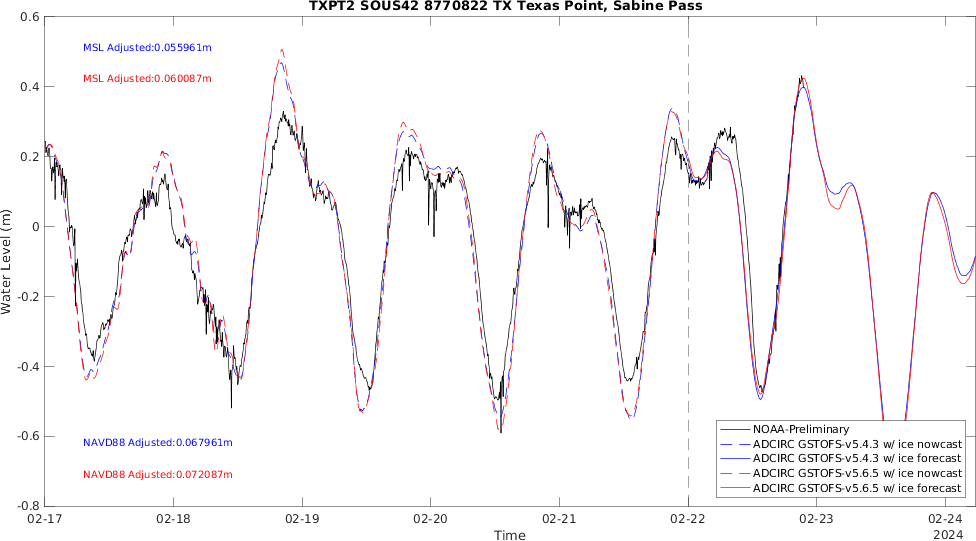 TXPT2 SOUS42 8770822 TX Texas Point, Sabine Pass
0.6
MSL Adjusted:0.055961m
MSL Adjusted:0.060087m
0.4
0.2
0
-0.2
-0.4
-0.6
-0.8
Water Level (m)
NAVD88 Adjusted:0.067961m
NAVD88 Adjusted:0.072087m
NOAA-Preliminary
ADCIRC GSTOFS-v5.4.3 w/ ice nowcast
ADCIRC GSTOFS-v5.4.3 w/ ice forecast
ADCIRC GSTOFS-v5.6.5 w/ ice nowcast
ADCIRC GSTOFS-v5.6.5 w/ ice forecast
02-17 02-18 02-19 02-20 02-21 02-22 02-23 02-24
Time
2024